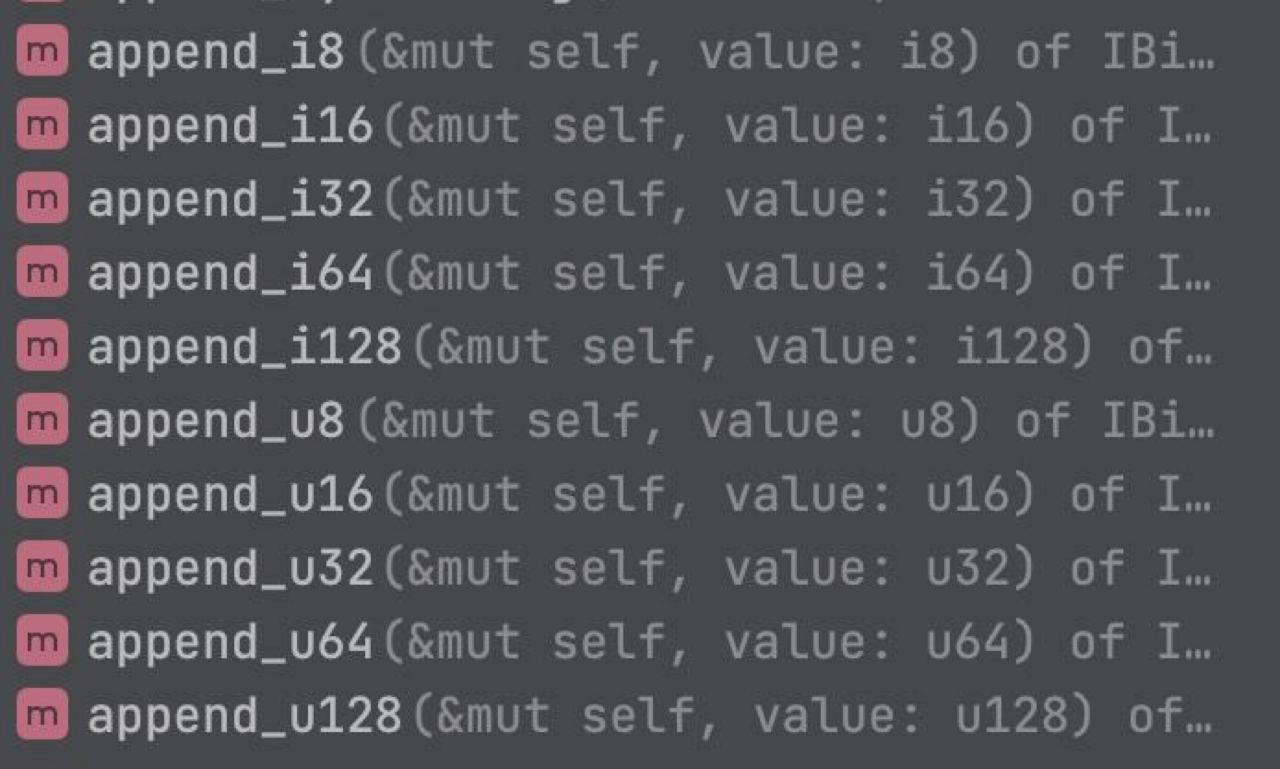 m append_i8(&mut self, value: i8) of IBi…
m append_i16(&mut self, value: i16) of I…
m append_i32(&mut self, value: i32) of I…
m append_i64(&mut self, value: i64) of I…
m append_i128(&mut self, value: i128) of…
m append_u8(&mut self, value: u8) of IBi…
m append_u16(&mut self, value: u16) of I…
m append_u32(&mut self, value: u32) of I…
m append_u64(&mut self, value: u64) of I…
m append_u128(&mut self, value: u128) of…